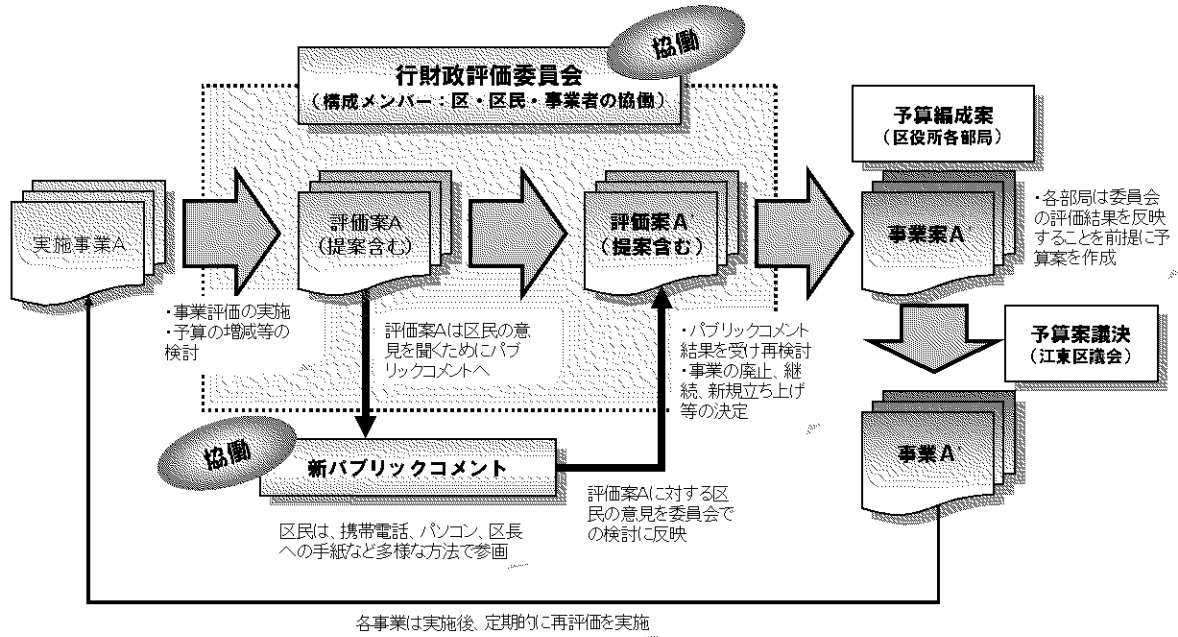 協働
行財政評価委員会
（構成メンバー：区・区民・事業者の協働）
予算編成案
（区役所各部局）
実施事業A
評価案A
（提案含む）
評価案A'
（提案含む）
事業案A'
・各部局は委員会
の評価結果を反映
することを前提に予
算案を作成
・事業評価の実施
・予算の増減等の
検討
評価案Aは区民の意
見を聞くためにパブ
リックコメントへ
・パブリックコメント
結果を受け再検討
・事業の廃止、継
続、新規立ち上げ
等の決定
予算案議決
（江東区議会）
事業A'
協働
新パブリックコメント
区民は、携帯電話、パソコン、区長
への手紙など多様な方法で参画
評価案Aに対する区
民の意見を委員会で
の検討に反映
各事業は実施後、定期的に再評価を実施